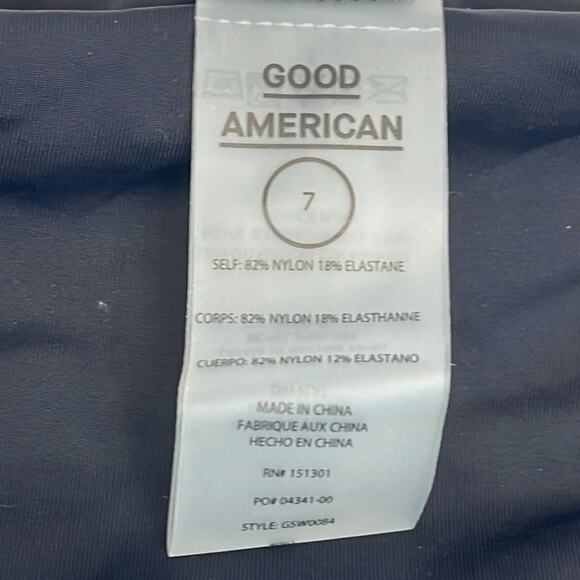 GOOD
AMERICAN
7
SELF: 82% NYLON 18% ELASTANE
CORPS: 82% NYLON 18% ELASTHANNE
CUERPO: 82% NYLON 12% ELASTANO
MADE IN CHINA
FABRIQUE AUX CHINA
HECHO EN CHINA
RN# 151301
PO# 04341-00
STYLE: GSW0084